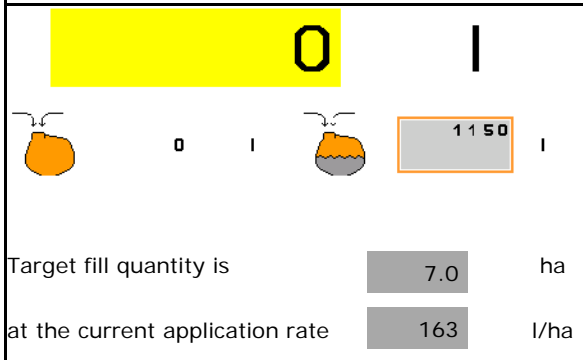 0 l
0 l 1150 l
Target fill quantity is 7.0 ha
at the current application rate 163 l/ha